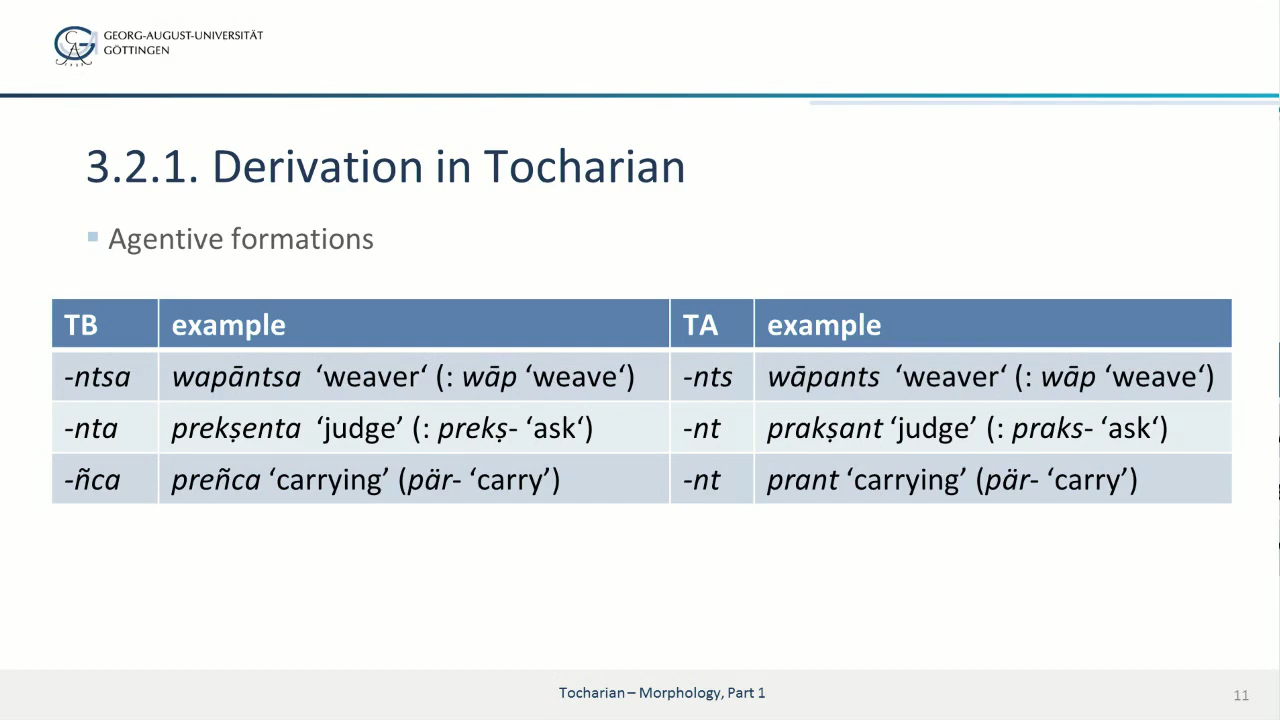 GEORG-AUGUST-UNIVERSITÄT
GÖTTINGEN
3.2.1. Derivation in Tocharian
Agentive formations
TB example TA example
-ntsa wapāntsa ‘weaver‘ (: wāp ‘weave‘) -nts wāpants ‘weaver‘ (: wāp ‘weave‘)
-nta prekṣenta ‘judge’ (: prekṣ- ‘ask‘) -nt prakṣant ‘judge’ (: praks- ‘ask‘)
-ñca preñca ‘carrying’ (pär- ‘carry’) -nt prant ‘carrying’ (pär- ‘carry’)
Tocharian – Morphology, Part 1
11